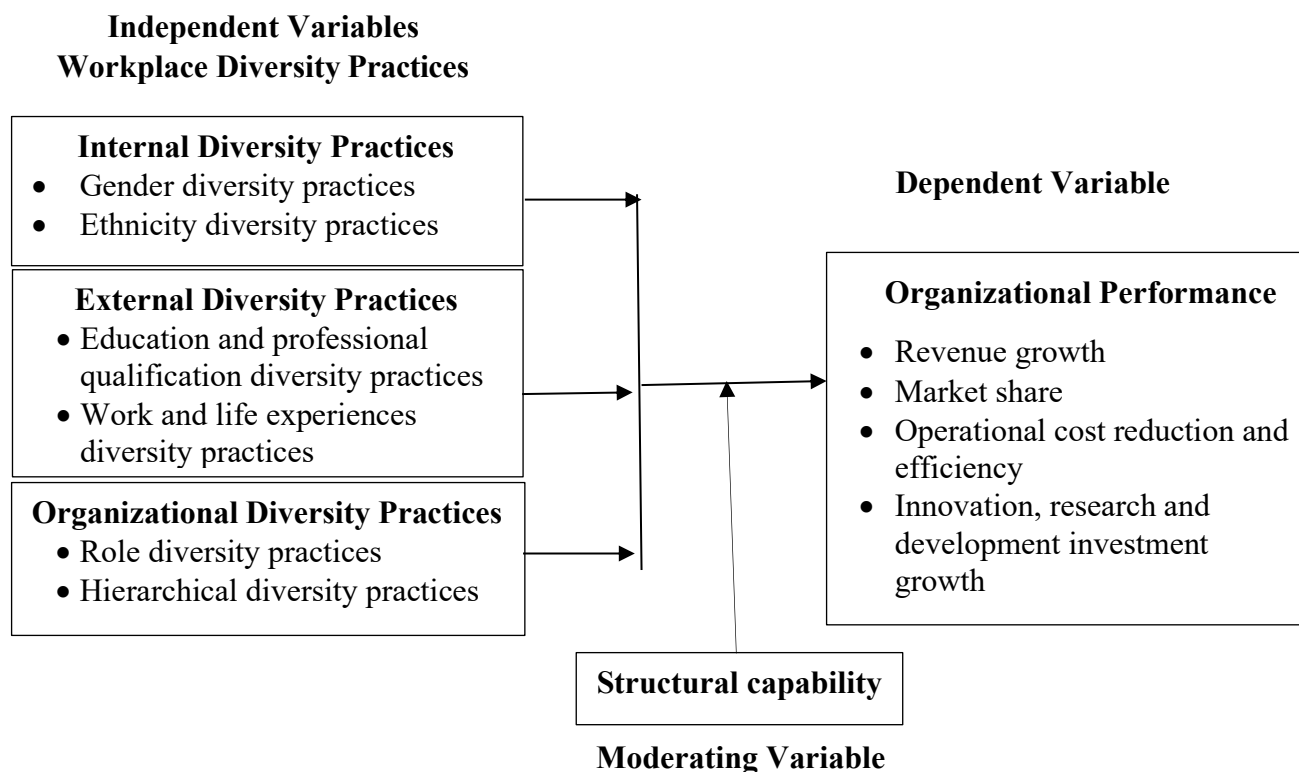 Independent Variables
Workplace Diversity Practices
Internal Diversity Practices
• Gender diversity practices
• Ethnicity diversity practices
External Diversity Practices
• Education and professional
qualification diversity practices
• Work and life experiences
diversity practices
Organizational Diversity Practices
• Role diversity practices
• Hierarchical diversity practices
Structural capability
Moderating Variable
Dependent Variable
Organizational Performance
• Revenue growth
• Market share
• Operational cost reduction and
efficiency
• Innovation, research and
development investment
growth